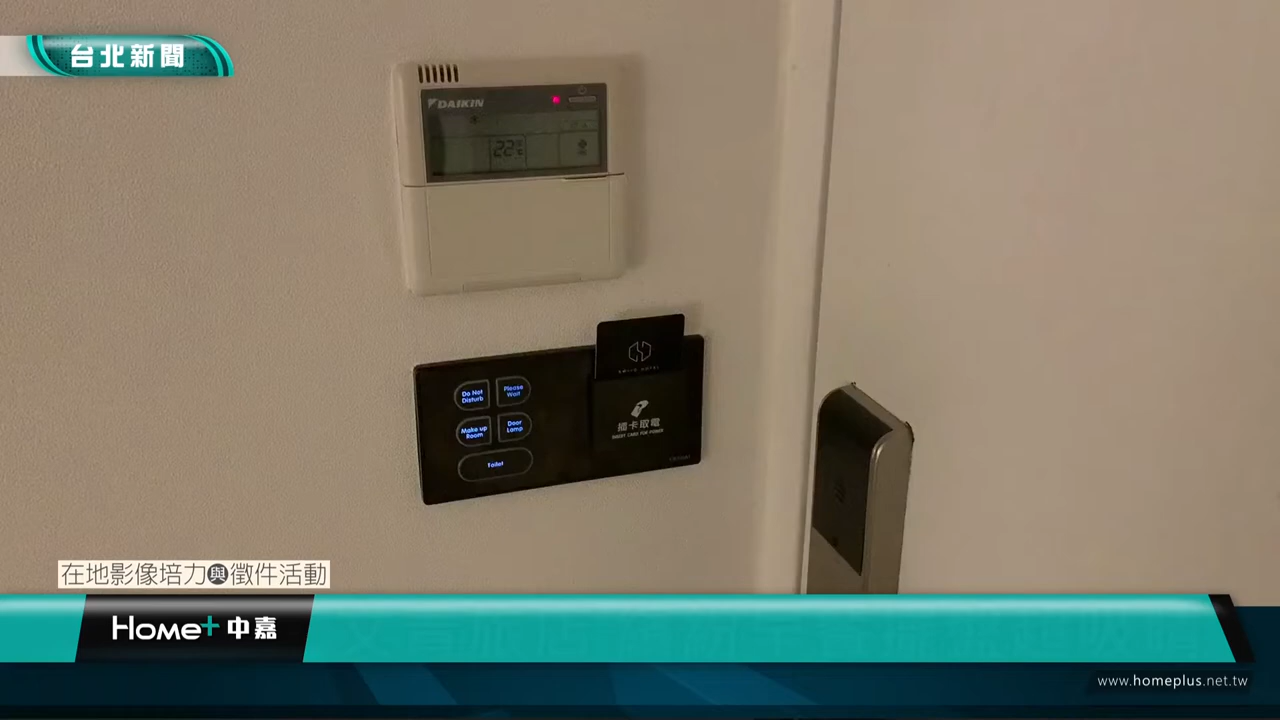 台北新聞
DAIKIN
22
Do Not Disturb
Please Wait
Make up Room
Door Lamp
Toilet
插卡取電
INSERT CARD FOR POWER
在地影像培力與徵件活動
Home+中嘉
www.homeplus.net.tw